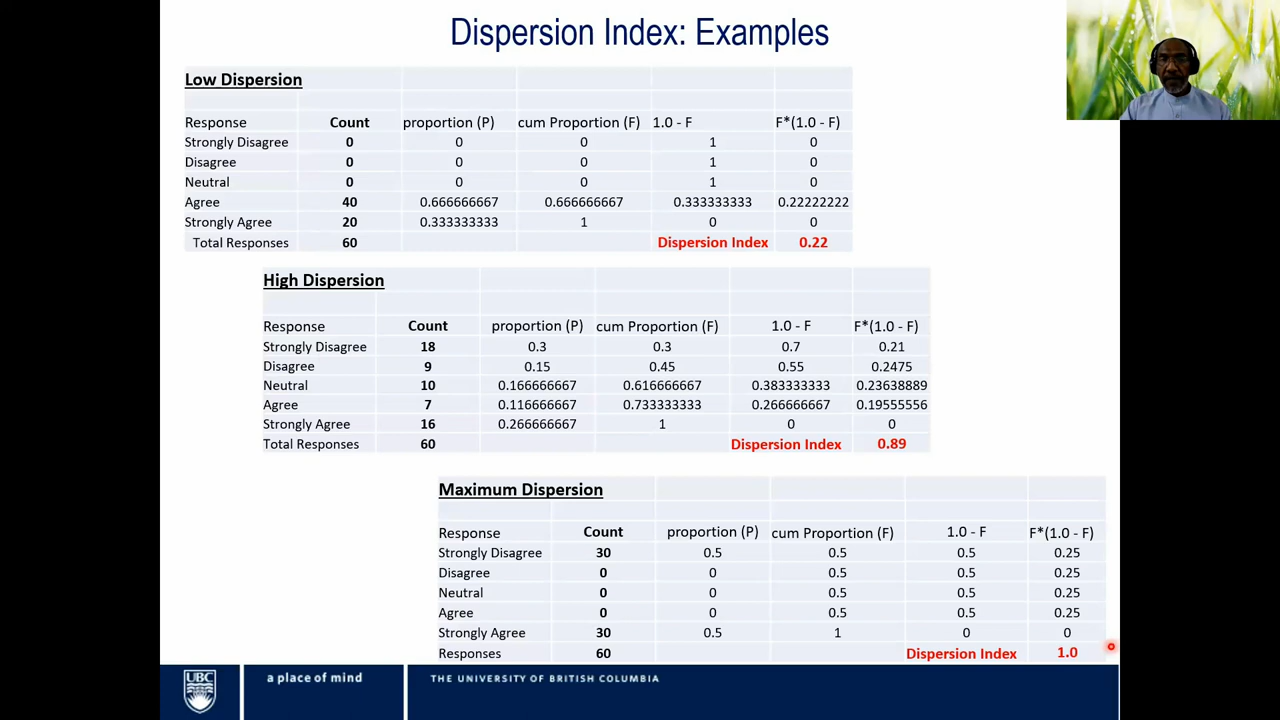 Dispersion Index: Examples
Low Dispersion
Response Count proportion (P) cum Proportion (F) 1.0 - F F*(1.0 - F)
Strongly Disagree 0 0 0 1 0
Disagree 0 0 0 1 0
Neutral 0 0 0 1 0
Agree 40 0.666666667 0.666666667 0.333333333 0.22222222
Strongly Agree 20 0.333333333 1 0 0
Total Responses 60 Dispersion Index 0.22
High Dispersion
Response Count proportion (P) cum Proportion (F) 1.0 - F F*(1.0 - F)
Strongly Disagree 18 0.3 0.3 0.7 0.21
Disagree 9 0.15 0.45 0.55 0.2475
Neutral 10 0.166666667 0.616666667 0.383333333 0.23638889
Agree 7 0.116666667 0.733333333 0.266666667 0.19555556
Strongly Agree 16 0.266666667 1 0 0
Total Responses 60 Dispersion Index 0.89
Maximum Dispersion
Response Count proportion (P) cum Proportion (F) 1.0 - F F*(1.0 - F)
Strongly Disagree 30 0.5 0.5 0.5 0.25
Disagree 0 0 0.5 0.5 0.25
Neutral 0 0 0.5 0.5 0.25
Agree 0 0 0.5 0.5 0.25
Strongly Agree 30 0.5 1 0 0
Responses 60 Dispersion Index 1.0
UBC a place of mind THE UNIVERSITY OF BRITISH COLUMBIA